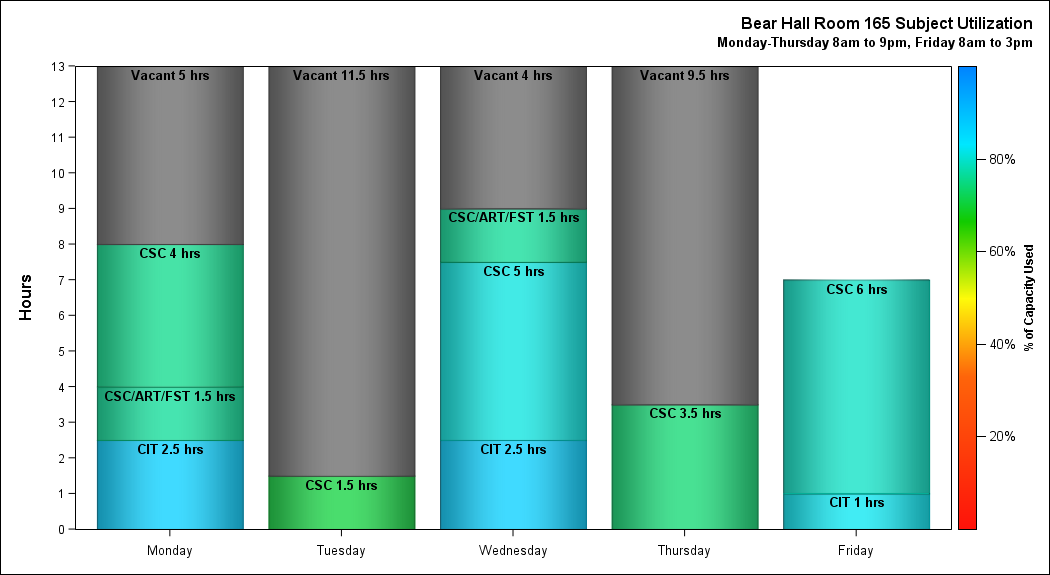 Bear Hall Room 165 Subject Utilization
Monday-Thursday 8am to 9pm, Friday 8am to 3pm
Hours
13
12
11
10
9
8
7
6
5
4
3
2
1
0
Vacant 5 hrs
CSC 4 hrs
CSC/ART/FST 1.5 hrs
CIT 2.5 hrs
Vacant 11.5 hrs
CSC 1.5 hrs
Vacant 4 hrs
CSC/ART/FST 1.5 hrs
CSC 5 hrs
CIT 2.5 hrs
Vacant 9.5 hrs
CSC 3.5 hrs
CSC 6 hrs
CIT 1 hrs
Monday
Tuesday
Wednesday
Thursday
Friday
80%
60%
40%
20%
% of Capacity Used